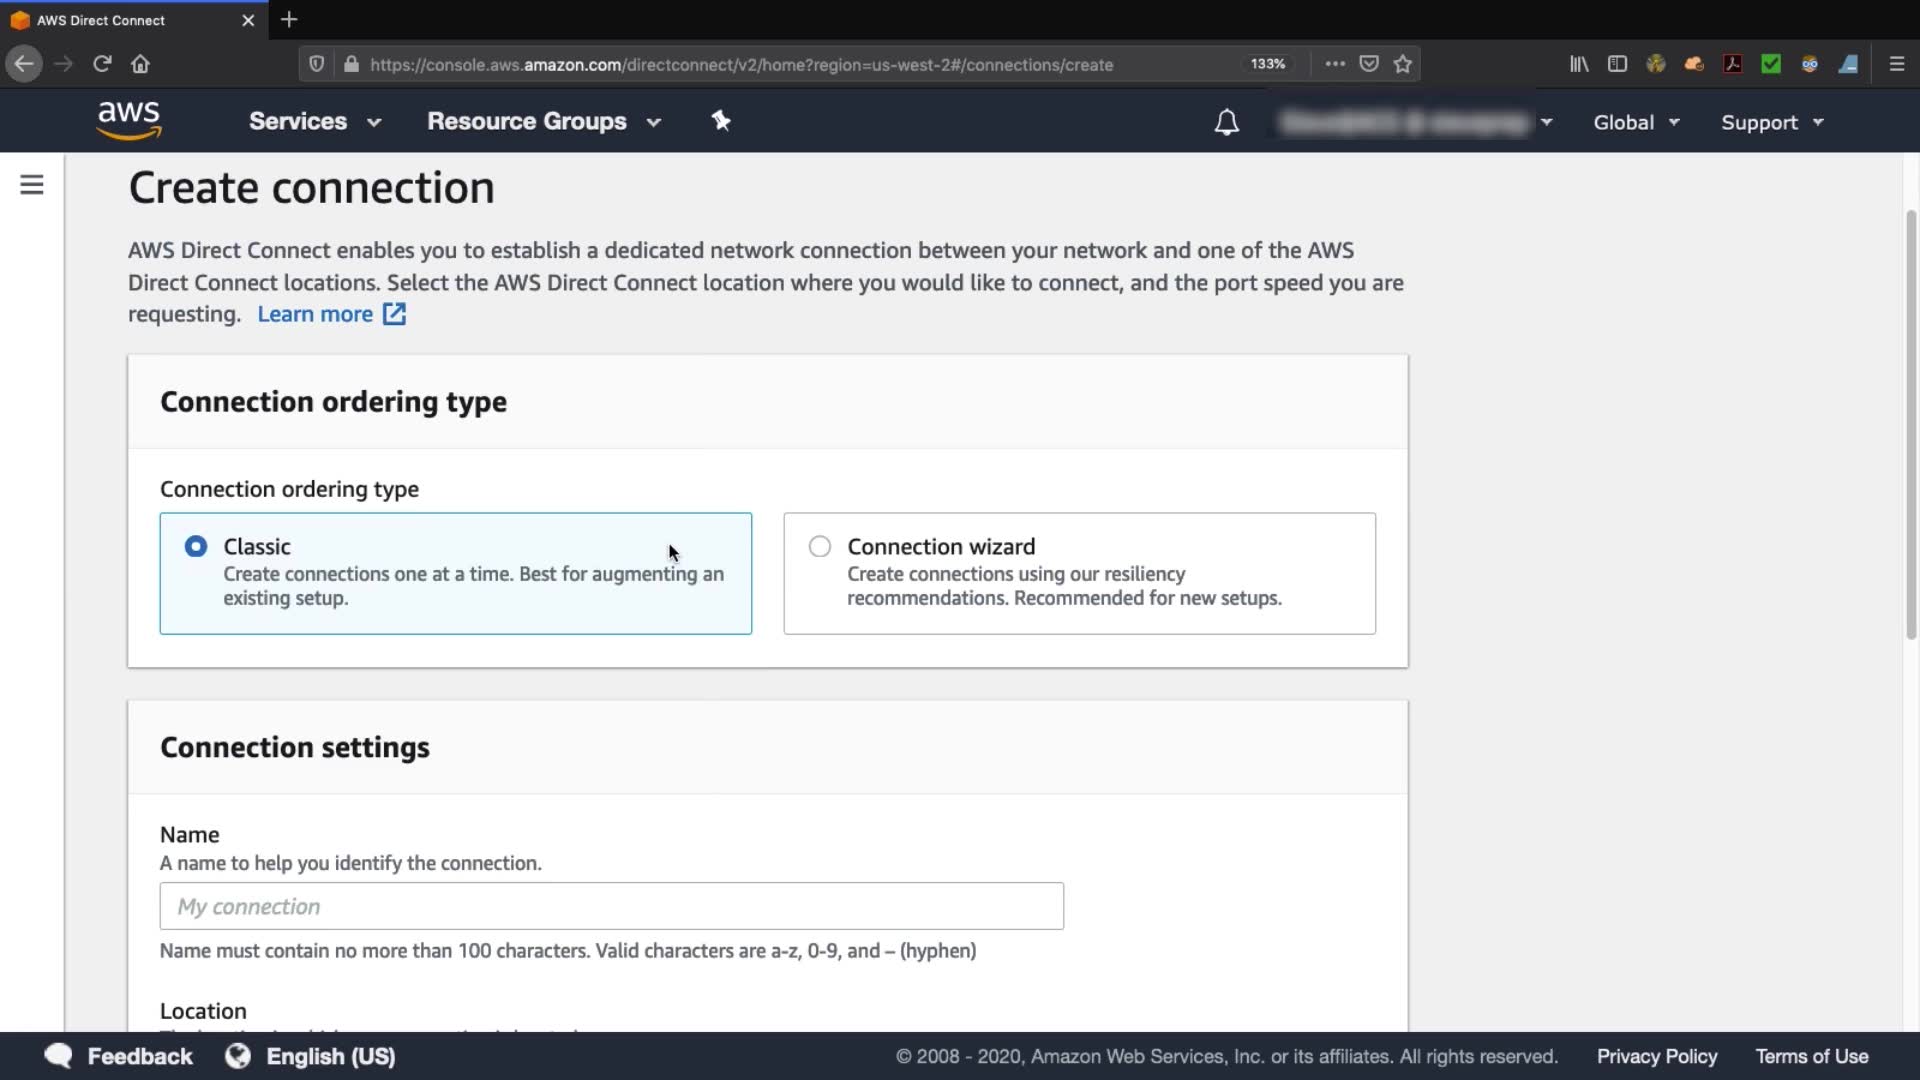 AWS Direct Connect
https://console.aws.amazon.com/directconnect/v2/home?region=us-west-2#/connections/create
133%
aws
Services
Resource Groups
Global
Support
Create connection
AWS Direct Connect enables you to establish a dedicated network connection between your network and one of the AWS
Direct Connect locations. Select the AWS Direct Connect location where you would like to connect, and the port speed you are
requesting. Learn more
Connection ordering type
Connection ordering type
Classic
Create connections one at a time. Best for augmenting an
existing setup.
Connection wizard
Create connections using our resiliency
recommendations. Recommended for new setups.
Connection settings
Name
A name to help you identify the connection.
My connection
Name must contain no more than 100 characters. Valid characters are a-z, 0-9, and – (hyphen)
Location
Feedback
English (US)
© 2008 - 2020, Amazon Web Services, Inc. or its affiliates. All rights reserved.
Privacy Policy
Terms of Use